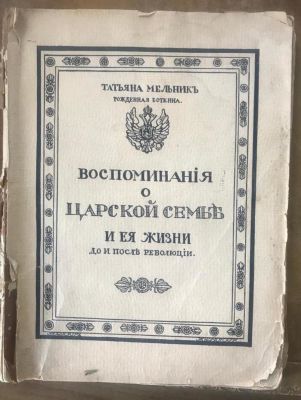 ТАТЬЯНА МЕЛЬНИКЪ
РОЖДЕННАЯ БОТКИНА.
ВОСПОМИНАНІЯ
О
ЦАРСКОЙ СЕМЬѢ
И ЕЯ ЖИЗНИ
ДО И ПОСЛѢ РЕВОЛЮЦІИ.